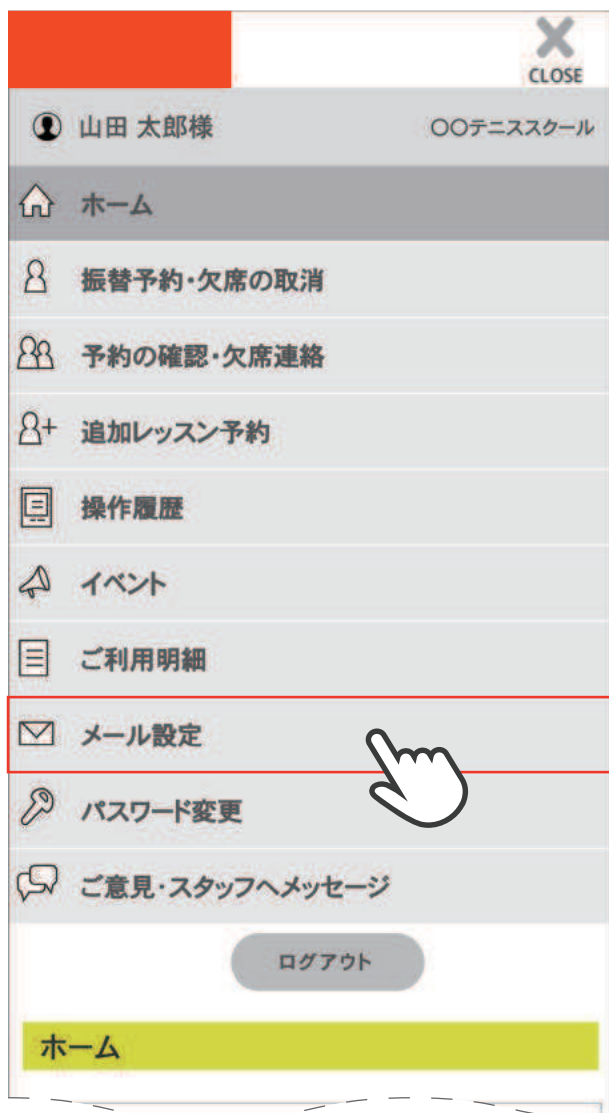 CLOSE
山田 太郎様 〇〇テニススクール
ホーム
振替予約・欠席の取消
予約の確認・欠席連絡
追加レッスン予約
操作履歴
イベント
ご利用明細
メール設定
パスワード変更
ご意見・スタッフへメッセージ
ログアウト
ホーム